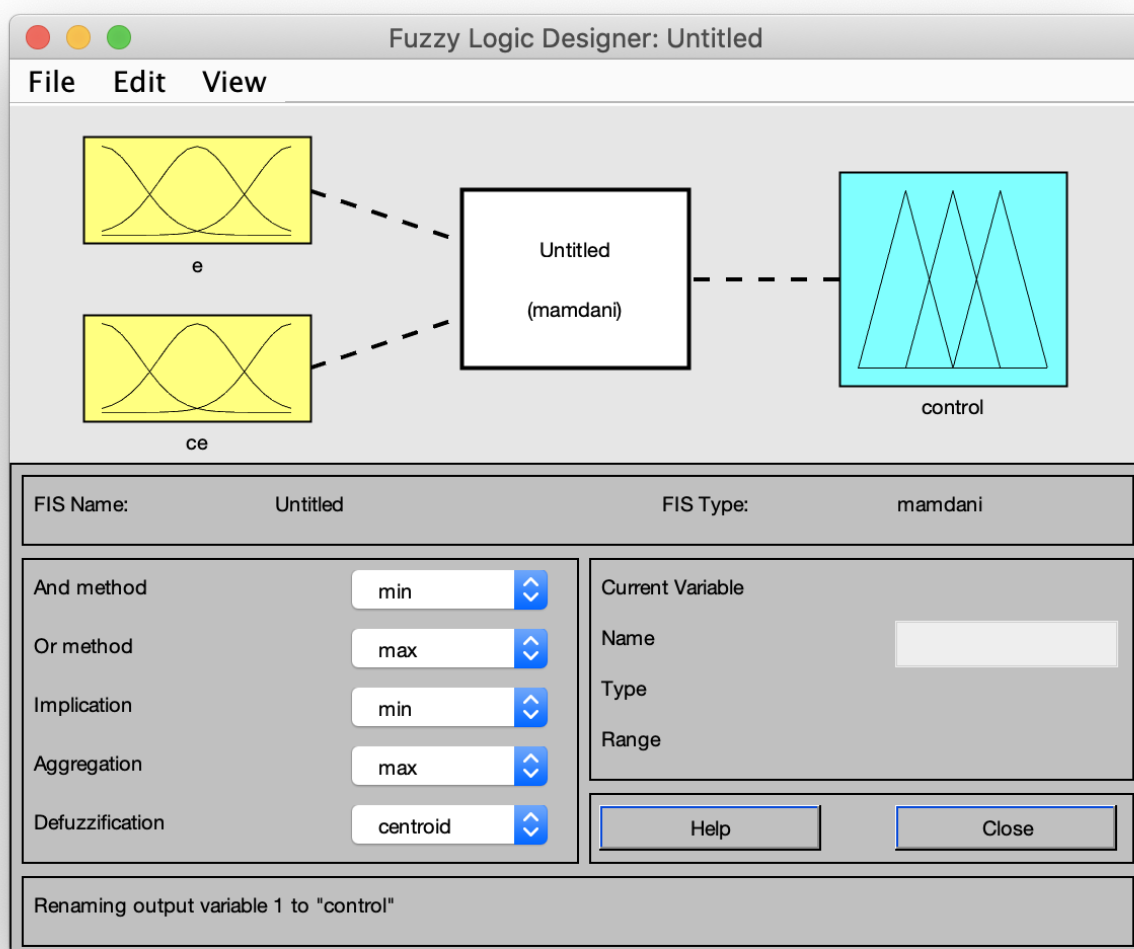 Fuzzy Logic Designer: Untitled
File Edit View
e
ce
Untitled
(mamdani)
control
FIS Name: Untitled FIS Type: mamdani
And method min
Or method max
Implication min
Aggregation max
Defuzzification centroid
Current Variable
Name
Type
Range
Help Close
Renaming output variable 1 to "control"